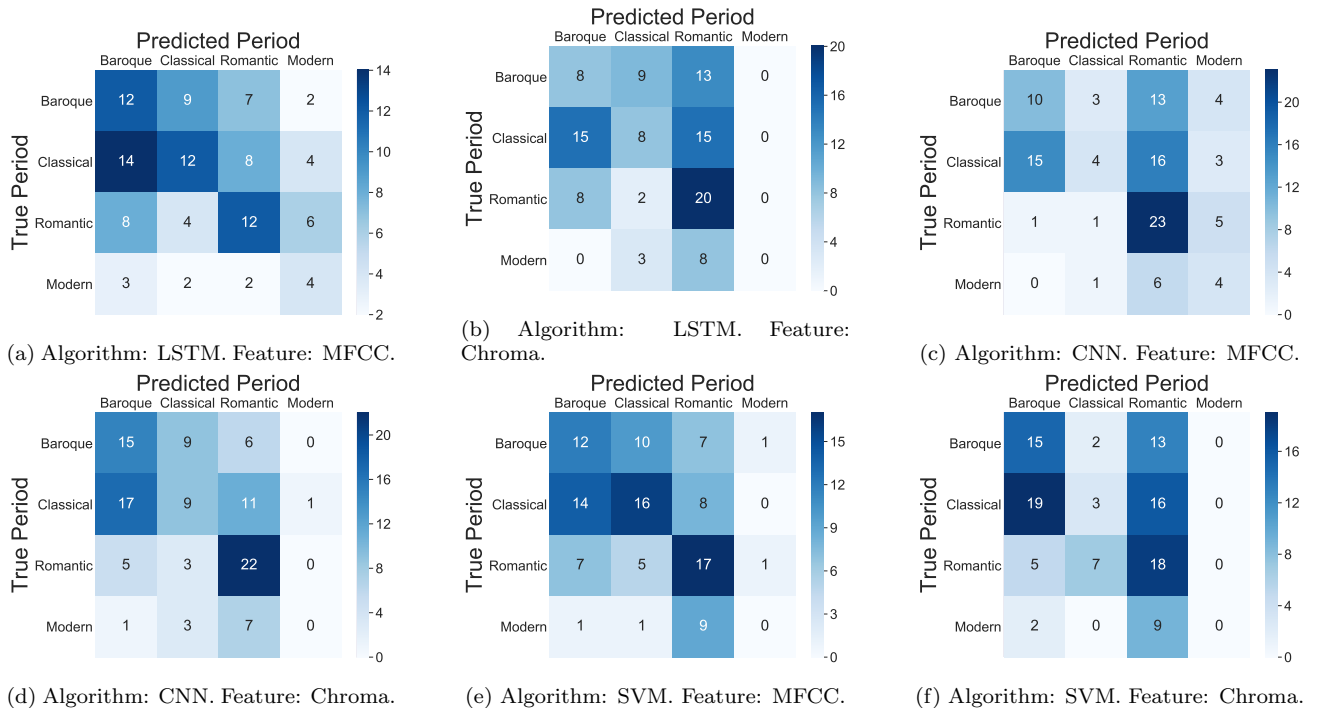 Predicted Period
Baroque Classical Romantic Modern
True Period
Baroque 12 9 7 2
Classical 14 12 8 4
Romantic 8 4 12 6
Modern 3 2 2 4
14
12
10
8
6
4
2
(a) Algorithm: LSTM. Feature: MFCC.
Predicted Period
Baroque Classical Romantic Modern
True Period
Baroque 8 9 13 0
Classical 15 8 15 0
Romantic 8 2 20 0
Modern 0 3 8 0
20
16
12
8
4
0
(b) Algorithm: LSTM. Feature:
Chroma.
Predicted Period
Baroque Classical Romantic Modern
True Period
Baroque 10 3 13 4
Classical 15 4 16 3
Romantic 1 1 23 5
Modern 0 1 6 4
20
16
12
8
4
0
(c) Algorithm: CNN. Feature: MFCC.
Predicted Period
Baroque Classical Romantic Modern
True Period
Baroque 15 9 6 0
Classical 17 9 11 1
Romantic 5 3 22 0
Modern 1 3 7 0
20
16
12
8
4
0
(d) Algorithm: CNN. Feature: Chroma.
Predicted Period
Baroque Classical Romantic Modern
True Period
Baroque 12 10 7 1
Classical 14 16 8 0
Romantic 7 5 17 1
Modern 1 1 9 0
15
12
9
6
3
0
(e) Algorithm: SVM. Feature: MFCC.
Predicted Period
Baroque Classical Romantic Modern
True Period
Baroque 15 2 13 0
Classical 19 3 16 0
Romantic 5 7 18 0
Modern 2 0 9 0
16
12
8
4
0
(f) Algorithm: SVM. Feature: Chroma.